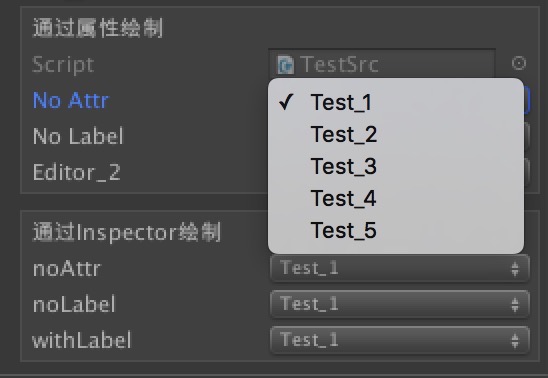 通过属性绘制
Script TestSrc
No Attr
Test_1
No Label
Test_2
Test_3
Editor_2
Test_4
Test_5
通过Inspector绘制
noAttr Test_1
noLabel Test_1
withLabel Test_1